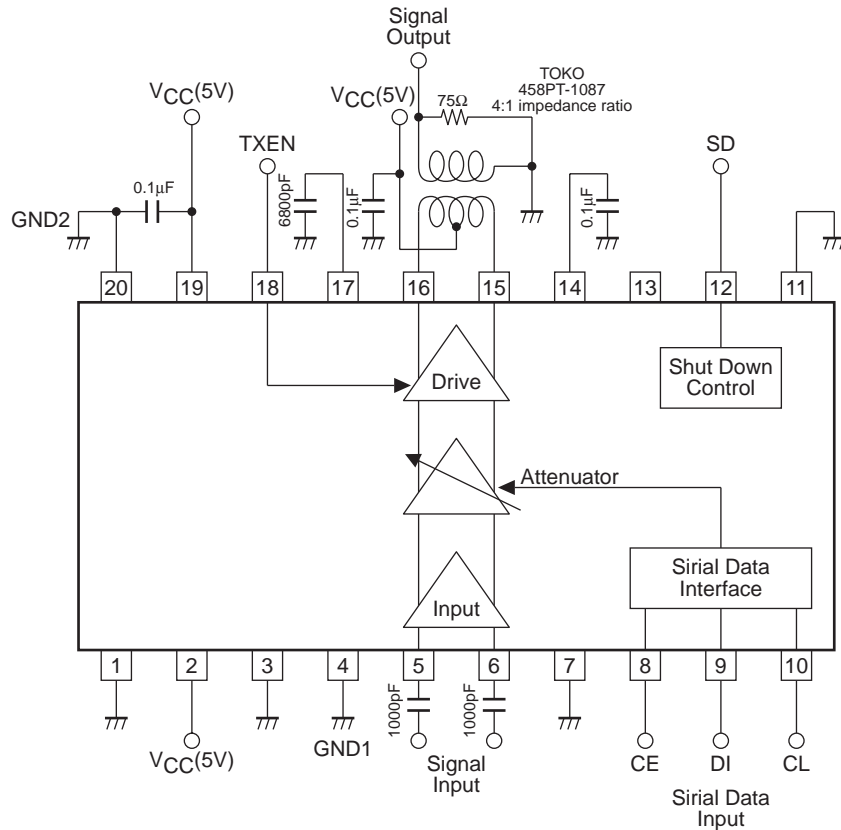 Signal
Output
TOKO
458PT-1087
4:1 impedance ratio
75Ω
VCC(5V)
VCC(5V)
TXEN
SD
0.1µF
6800pF
0.1µF
0.1µF
GND2
20 19 18 17 16 15 14 13 12 11
Drive
Shut Down
Control
Attenuator
Sirial Data
Interface
Input
1 2 3 4 5 6 7 8 9 10
1000pF
1000pF
GND1
VCC(5V)
Signal
Input
CE DI CL
Sirial Data
Input